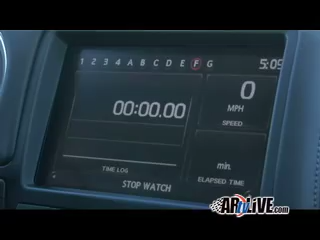 1 2 3 4 A B C D E F G 5:09
00:00.00
0
MPH
SPEED
TIME LOG
min.
ELAPSED TIME
STOP WATCH
.com